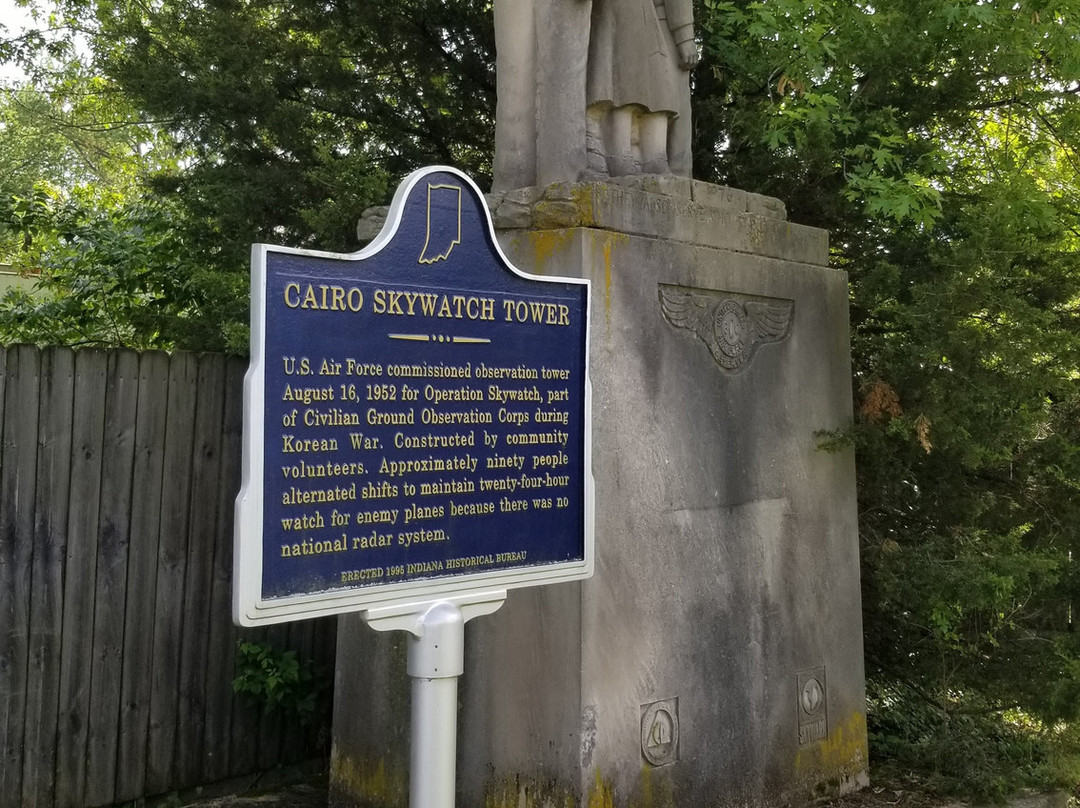 CAIRO SKYWATCH TOWER
U.S. Air Force commissioned observation tower
August 16, 1952 for Operation Skywatch, part
of Civilian Ground Observation Corps during
Korean War. Constructed by community
volunteers. Approximately ninety people
alternated shifts to maintain twenty-four-hour
watch for enemy planes because there was no
national radar system.
ERECTED 1995 INDIANA HISTORICAL BUREAU